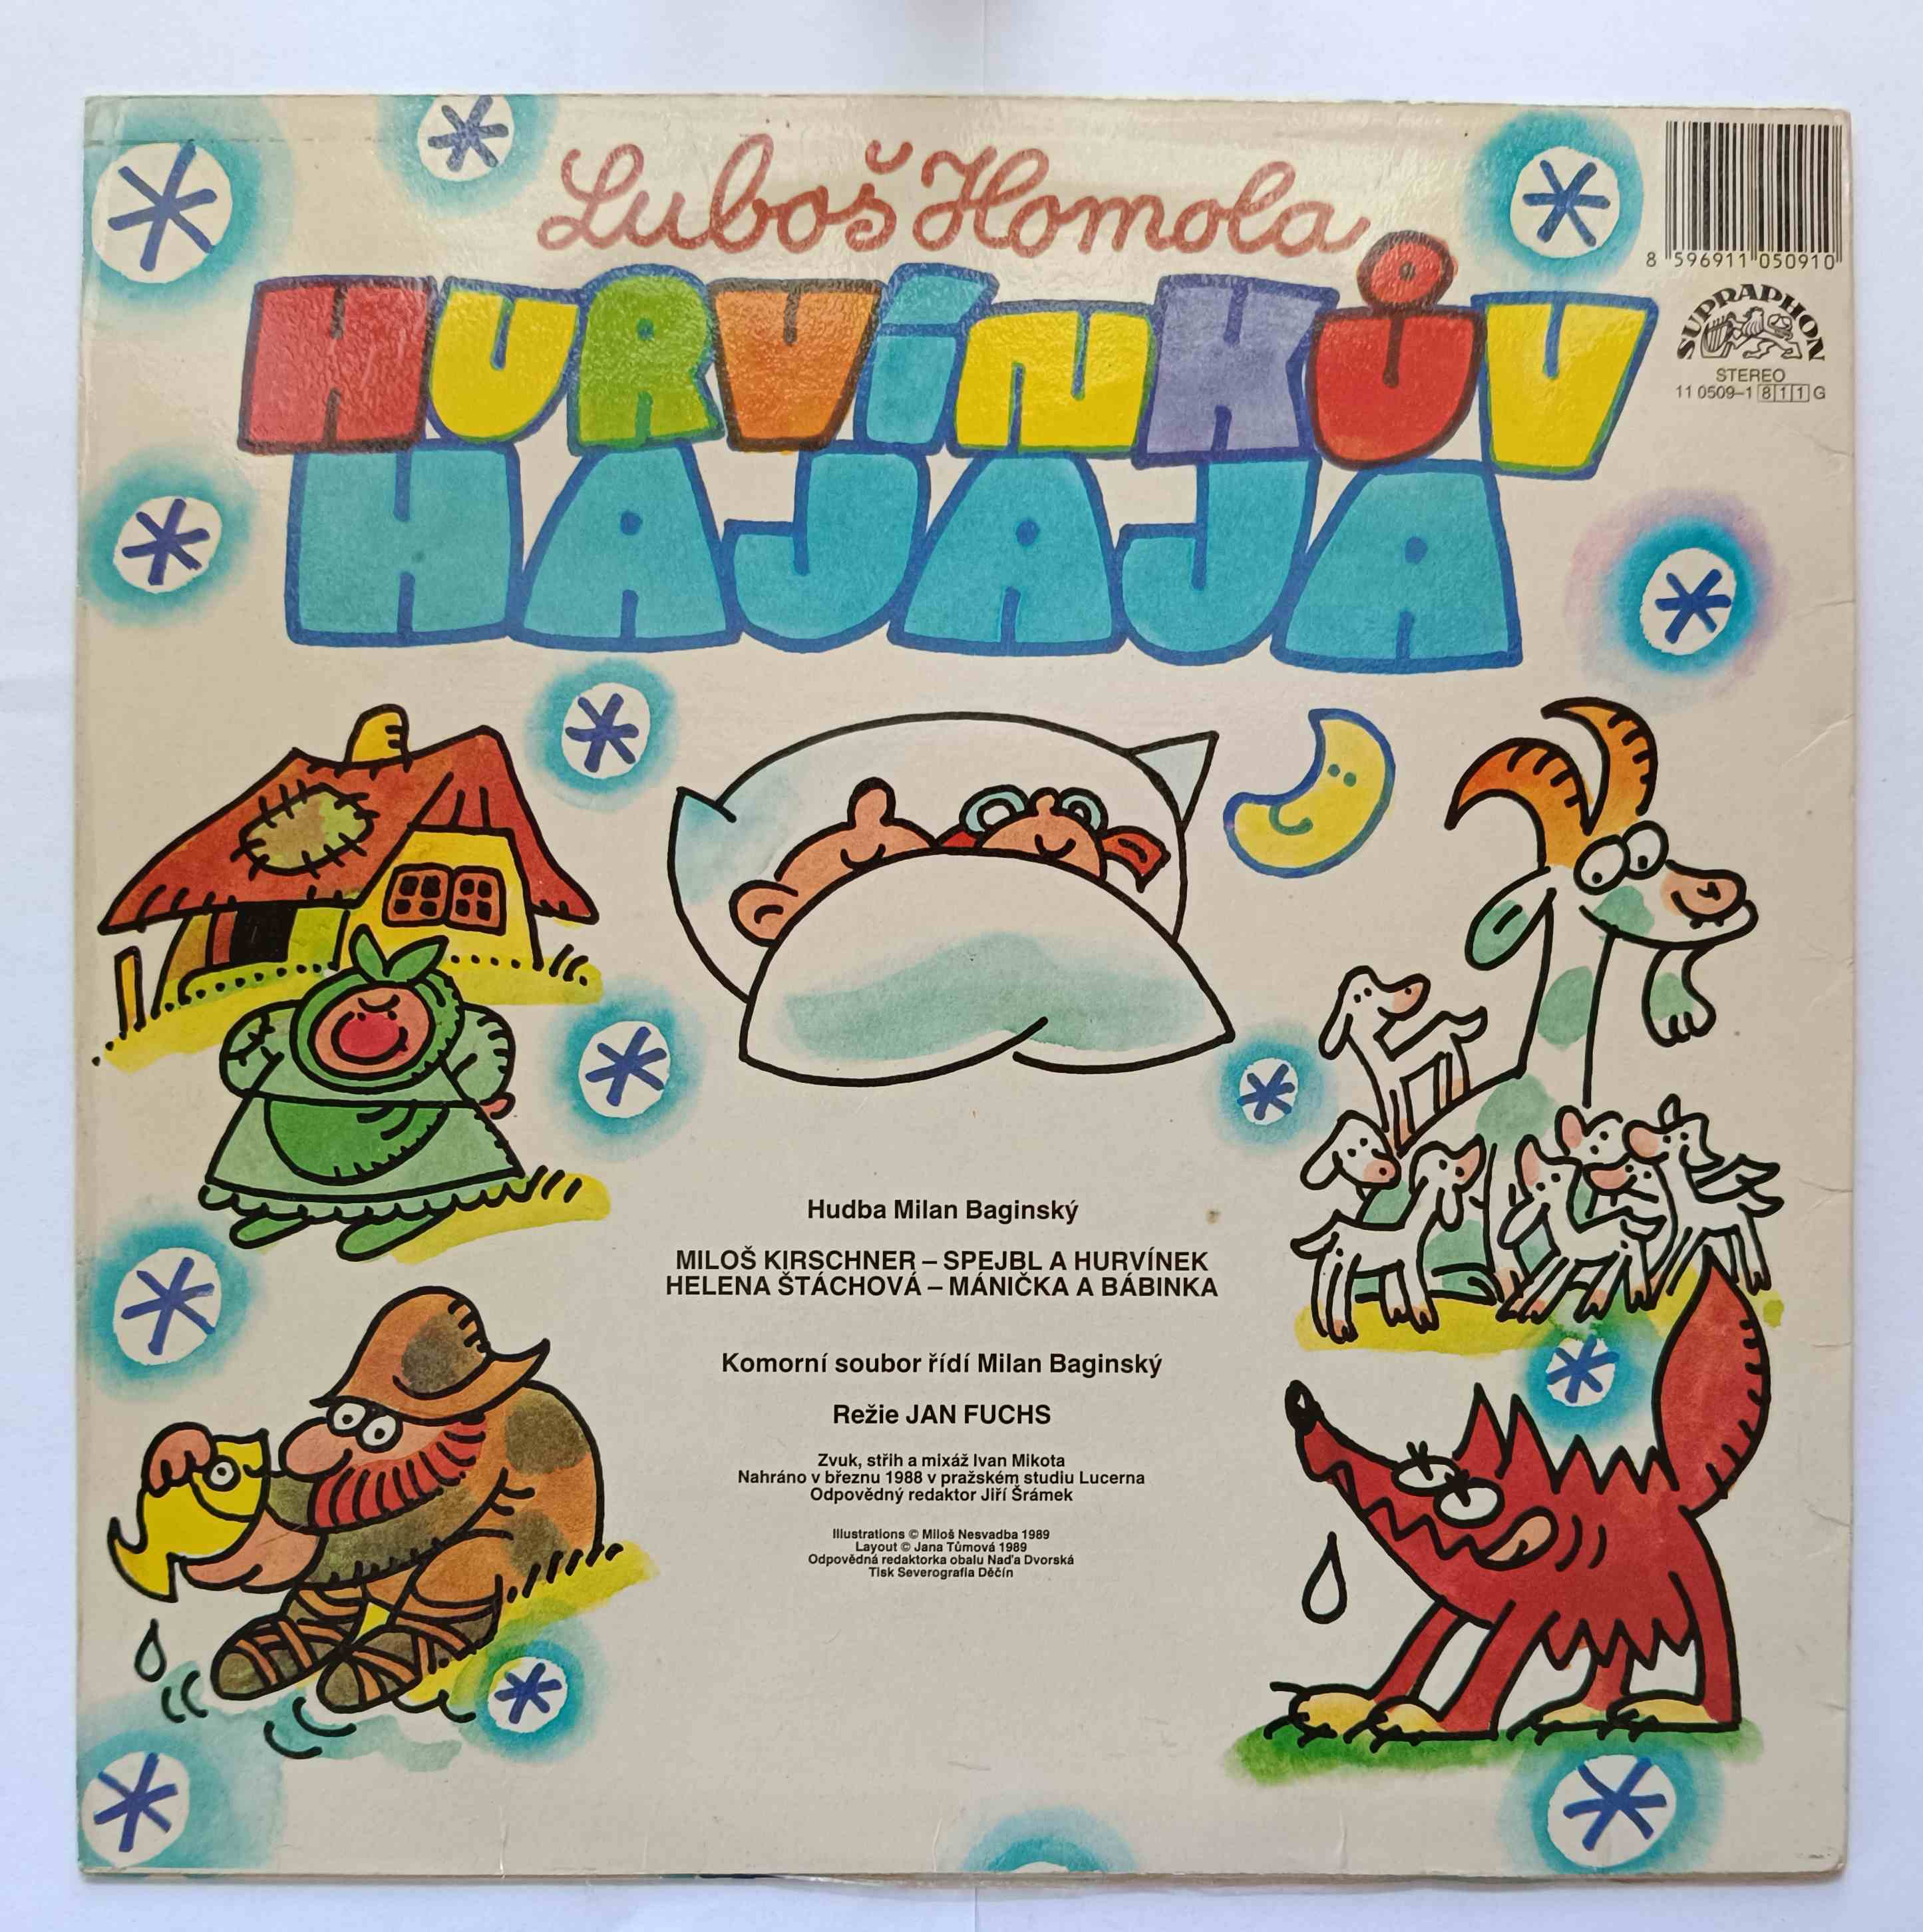 Luboš Homola
HURVÍNKŮV
HAJAJA
8 596911 050910
SUPRAPHON
STEREO
11 0509-1 811 G
Hudba Milan Baginský
MILOŠ KIRSCHNER – SPEJBL A HURVÍNEK
HELENA ŠTÁCHOVÁ – MÁNIČKA A BÁBINKA
Komorní soubor řídí Milan Baginský
Režie JAN FUCHS
Zvuk, střih a mixáž Ivan Mikota
Nahráno v březnu 1988 v pražském studiu Lucerna
Odpovědný redaktor Jiří Šrámek
Illustrations © Miloš Nesvadba 1989
Layout © Jana Tůmová 1989
Odpovědná redaktorka obalu Naďa Dvorská
Tisk Severografia Děčín